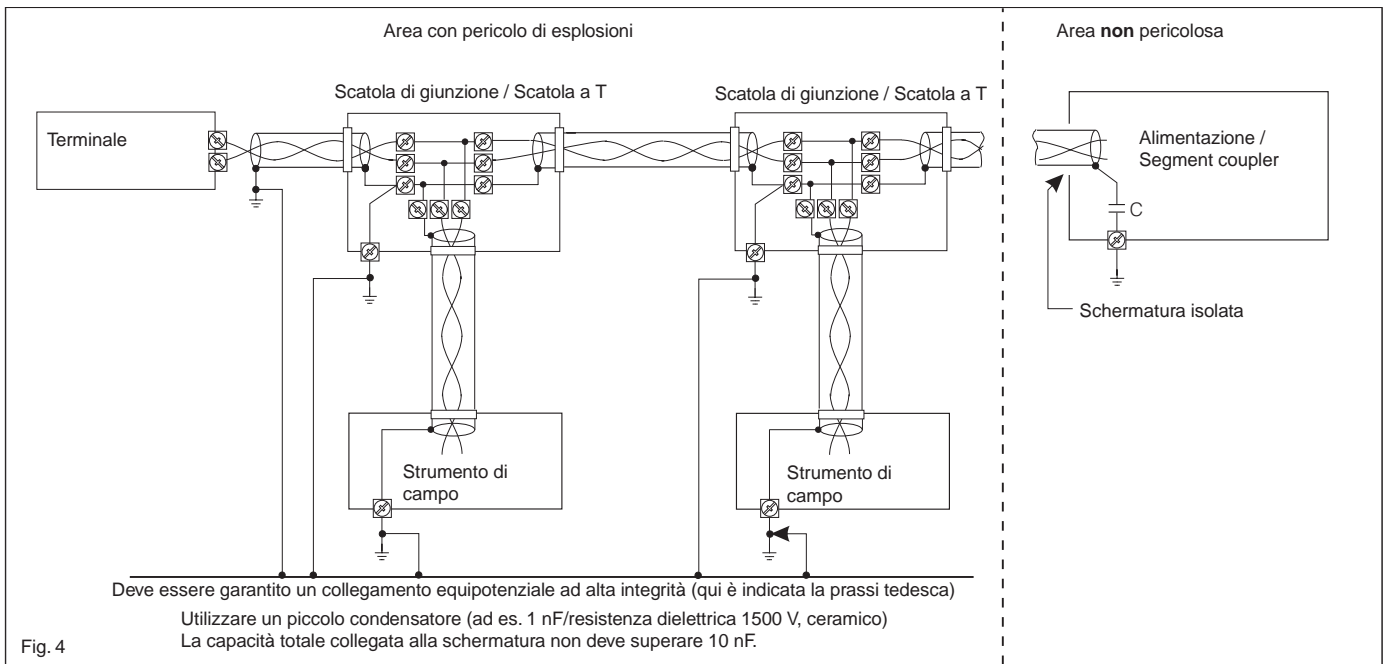 Area con pericolo di esplosioni
Area non pericolosa
Scatola di giunzione / Scatola a T
Scatola di giunzione / Scatola a T
Terminale
Alimentazione /
Segment coupler
C
Schermatura isolata
Strumento di
campo
Strumento di
campo
Deve essere garantito un collegamento equipotenziale ad alta integrità (qui è indicata la prassi tedesca)
Utilizzare un piccolo condensatore (ad es. 1 nF/resistenza dielettrica 1500 V, ceramico)
La capacità totale collegata alla schermatura non deve superare 10 nF.
Fig. 4